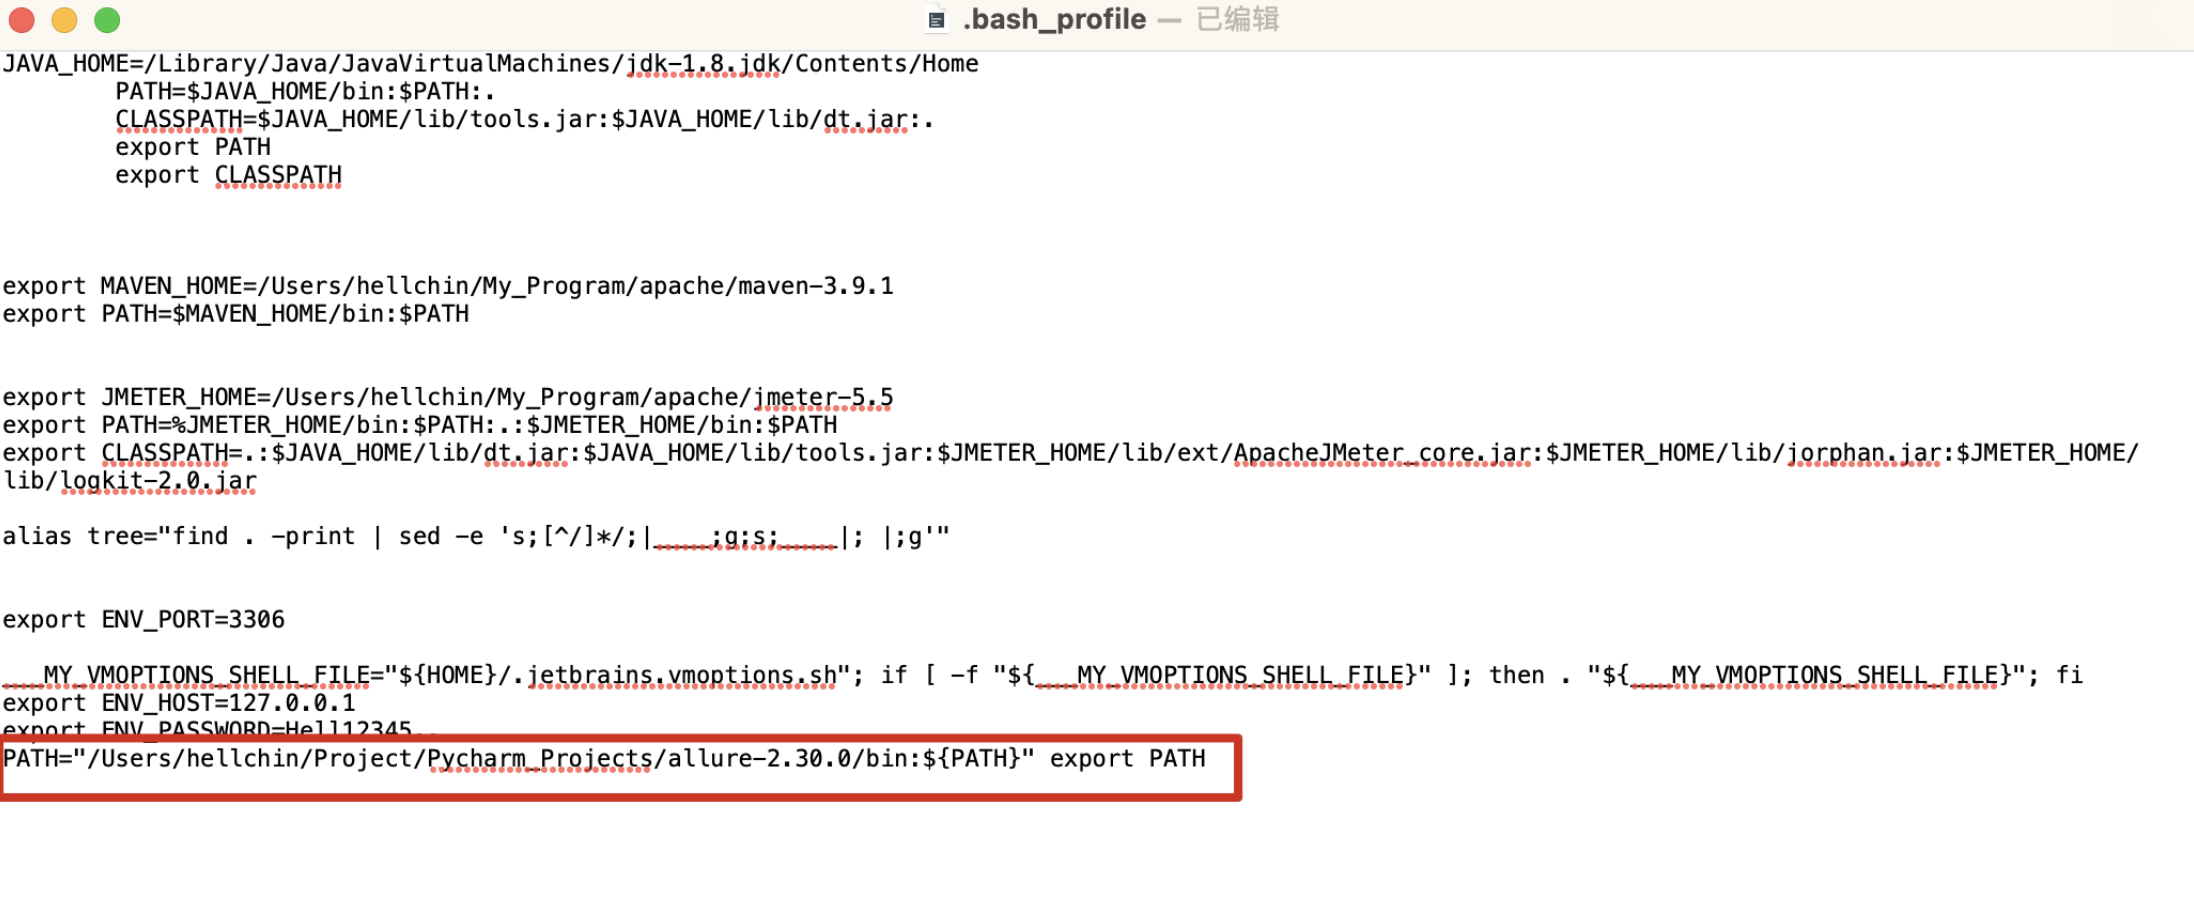 .bash_profile — 已编辑
JAVA_HOME=/Library/Java/JavaVirtualMachines/jdk-1.8.jdk/Contents/Home
PATH=$JAVA_HOME/bin:$PATH:.
CLASSPATH=$JAVA_HOME/lib/tools.jar:$JAVA_HOME/lib/dt.jar:.
export PATH
export CLASSPATH
export MAVEN_HOME=/Users/hellchin/My_Program/apache/maven-3.9.1
export PATH=$MAVEN_HOME/bin:$PATH
export JMETER_HOME=/Users/hellchin/My_Program/apache/jmeter-5.5
export PATH=%JMETER_HOME/bin:$PATH:.:$JMETER_HOME/bin:$PATH
export CLASSPATH=.:$JAVA_HOME/lib/dt.jar:$JAVA_HOME/lib/tools.jar:$JMETER_HOME/lib/ext/ApacheJMeter_core.jar:$JMETER_HOME/lib/jorphan.jar:$JMETER_HOME/
lib/logkit-2.0.jar
alias tree="find . -print | sed -e 's;[^/]*/;|____;g;s;____|; |;g'"
export ENV_PORT=3306
___MY_VMOPTIONS_SHELL_FILE="${HOME}/.jetbrains.vmoptions.sh"; if [ -f "${___MY_VMOPTIONS_SHELL_FILE}" ]; then . "${___MY_VMOPTIONS_SHELL_FILE}"; fi
export ENV_HOST=127.0.0.1
export ENV_PASSWORD=Hell12345..
PATH="/Users/hellchin/Project/Pycharm_Projects/allure-2.30.0/bin:${PATH}" export PATH